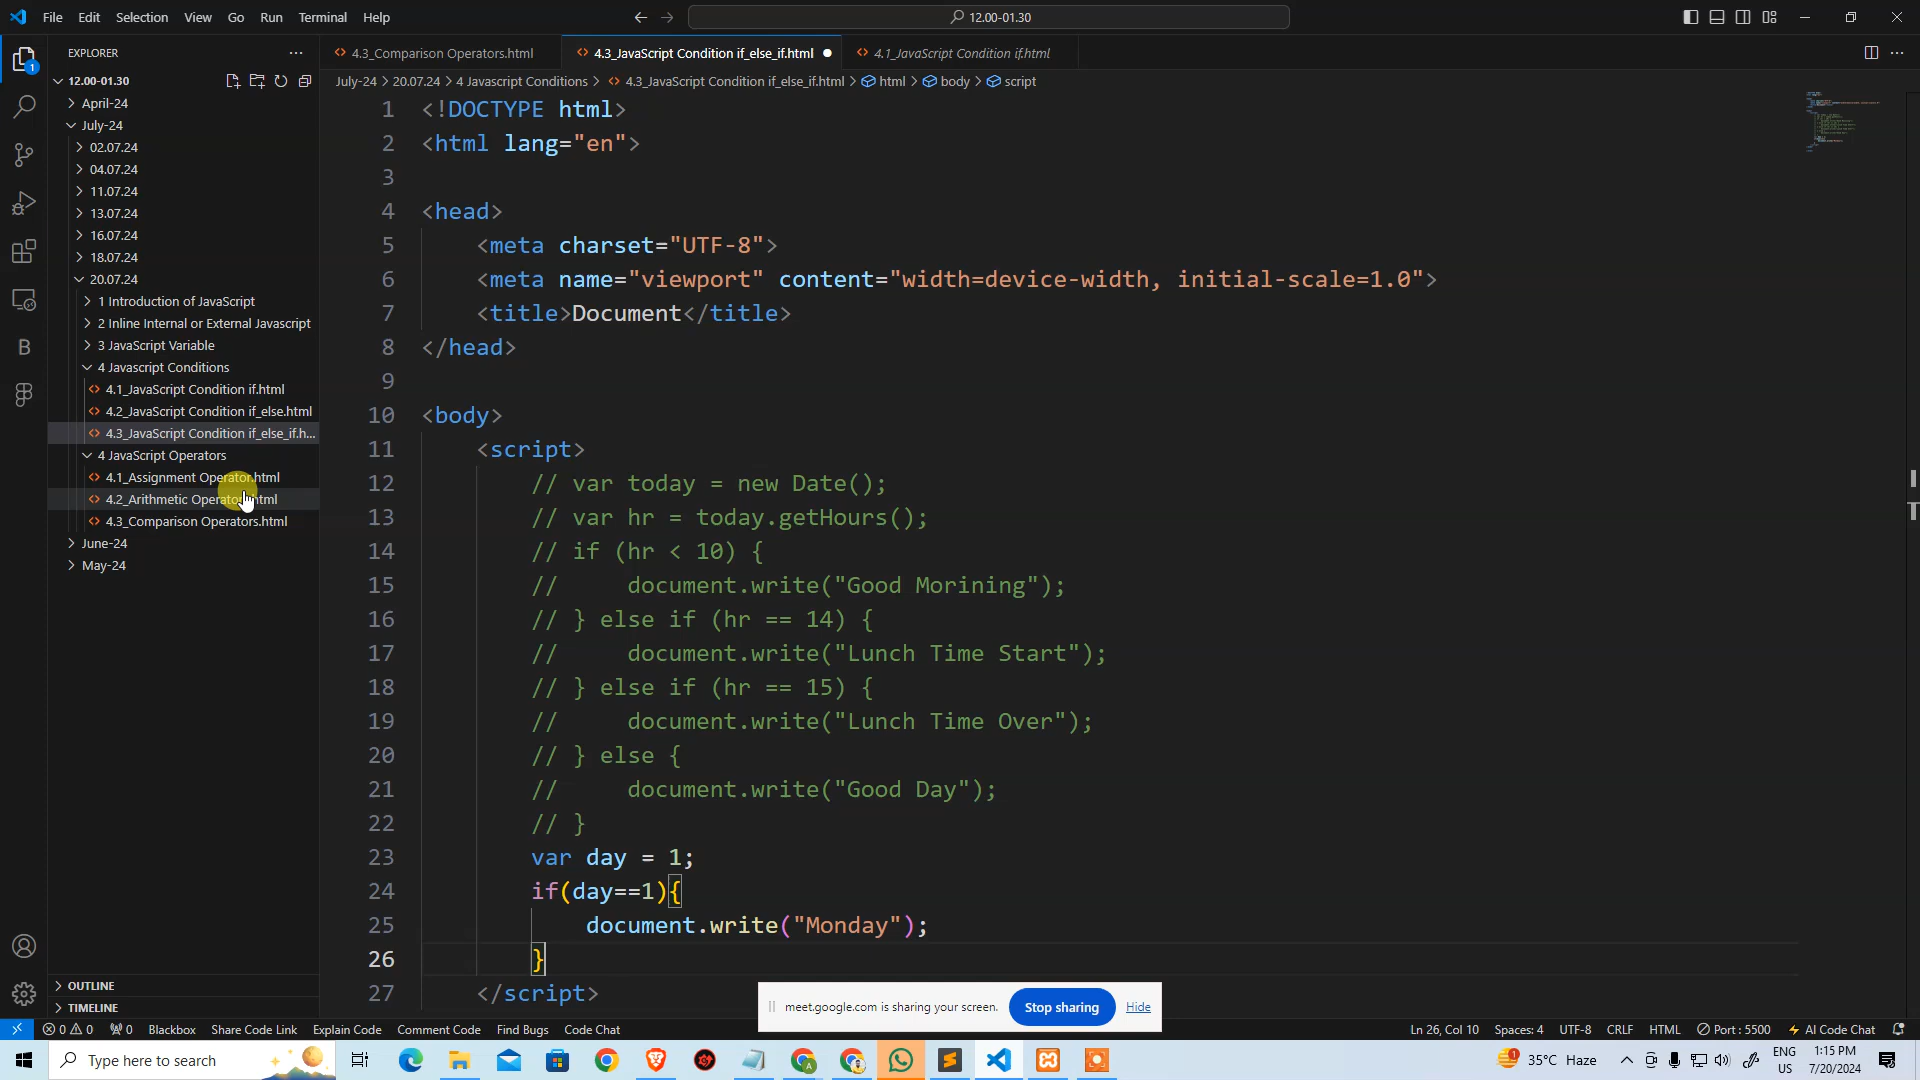 File Edit Selection View Go Run Terminal Help
12.00-01.30
EXPLORER
4.3_Comparison Operators.html
4.3_JavaScript Condition if_else_if.html
4.1_JavaScript Condition if.html
July-24 > 20.07.24 > 4 Javascript Conditions > 4.3_JavaScript Condition if_else_if.html > html > body > script
12.00-01.30
April-24
July-24
02.07.24
04.07.24
11.07.24
13.07.24
16.07.24
18.07.24
20.07.24
1 Introduction of JavaScript
2 Inline Internal or External Javascript
3 JavaScript Variable
4 Javascript Conditions
4.1_JavaScript Condition if.html
4.2_JavaScript Condition if_else.html
4.3_JavaScript Condition if_else_if.h...
4 JavaScript Operators
4.1_Assignment Operator.html
4.2_Arithmetic Operator.html
4.3_Comparison Operators.html
June-24
May-24
OUTLINE
TIMELINE
1 <!DOCTYPE html>
2 <html lang="en">
3
4 <head>
5 <meta charset="UTF-8">
6 <meta name="viewport" content="width=device-width, initial-scale=1.0">
7 <title>Document</title>
8 </head>
9
10 <body>
11 <script>
12 // var today = new Date();
13 // var hr = today.getHours();
14 // if (hr < 10) {
15 // document.write("Good Morining");
16 // } else if (hr == 14) {
17 // document.write("Lunch Time Start");
18 // } else if (hr == 15) {
19 // document.write("Lunch Time Over");
20 // } else {
21 // document.write("Good Day");
22 // }
23 var day = 1;
24 if(day==1){
25 document.write("Monday");
26 }
27 </script>
meet.google.com is sharing your screen. Stop sharing Hide
0 0 0 Blackbox Share Code Link Explain Code Comment Code Find Bugs Code Chat
Ln 26, Col 10 Spaces: 4 UTF-8 CRLF HTML Port : 5500 AI Code Chat
Type here to search
35°C Haze
ENG
US
1:15 PM
7/20/2024